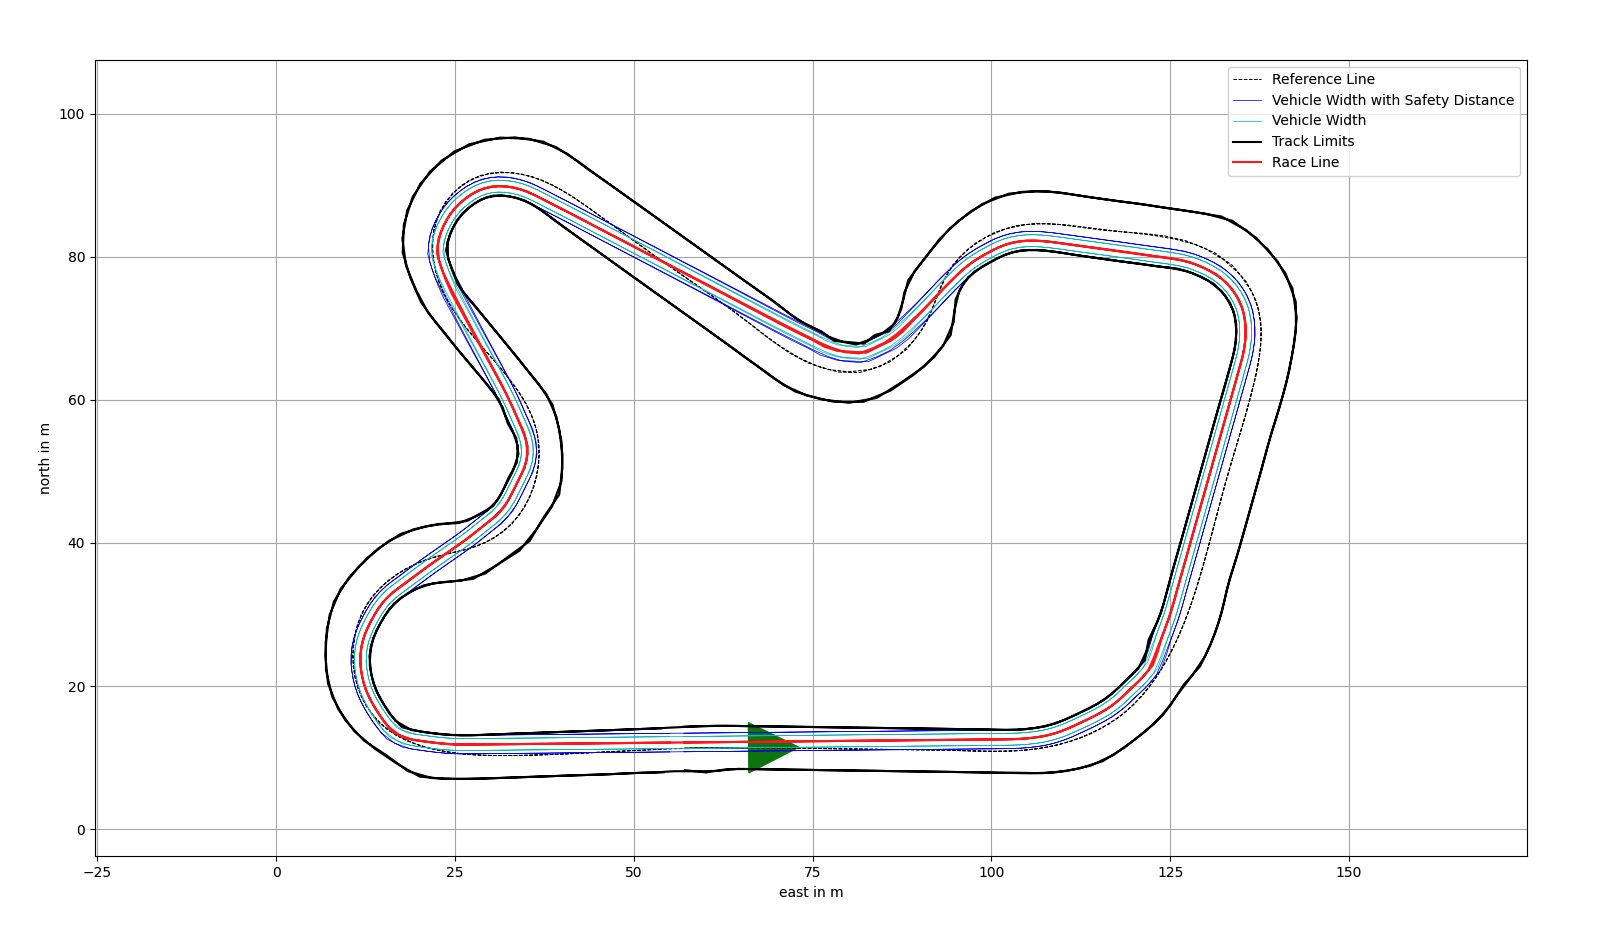 Reference Line
Vehicle Width with Safety Distance
Vehicle Width
Track Limits
Race Line
100
80
60
40
20
0
north in m
−25
0
25
50
75
100
125
150
east in m